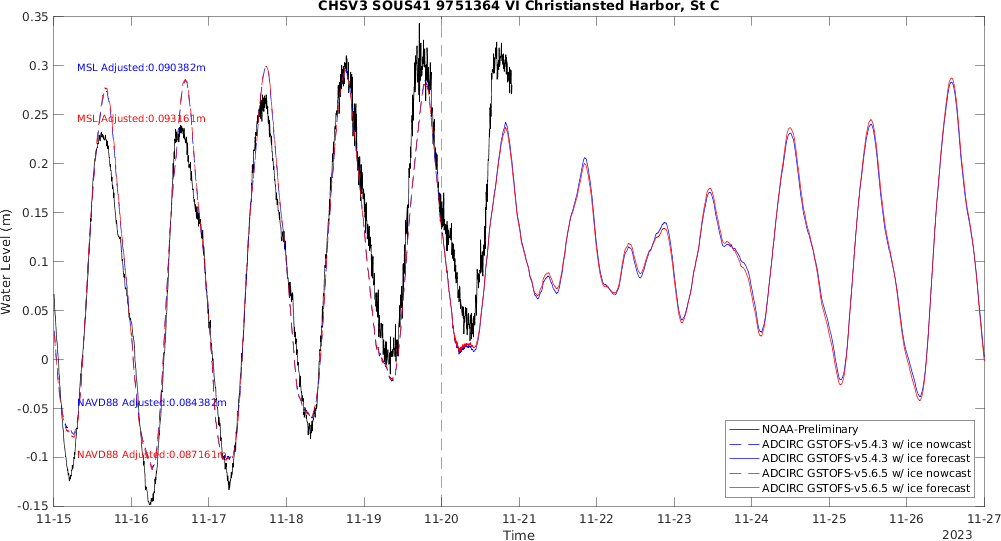 CHSV3 SOUS41 9751364 VI Christiansted Harbor, St C
0.35
0.3
0.25
0.2
0.15
0.1
0.05
0
-0.05
-0.1
-0.15
Water Level (m)
MSL Adjusted:0.090382m
MSL Adjusted:0.093161m
NAVD88 Adjusted:0.084382m
NAVD88 Adjusted:0.087161m
NOAA-Preliminary
ADCIRC GSTOFS-v5.4.3 w/ ice nowcast
ADCIRC GSTOFS-v5.4.3 w/ ice forecast
ADCIRC GSTOFS-v5.6.5 w/ ice nowcast
ADCIRC GSTOFS-v5.6.5 w/ ice forecast
11-15 11-16 11-17 11-18 11-19 11-20 11-21 11-22 11-23 11-24 11-25 11-26 11-27
Time
2023